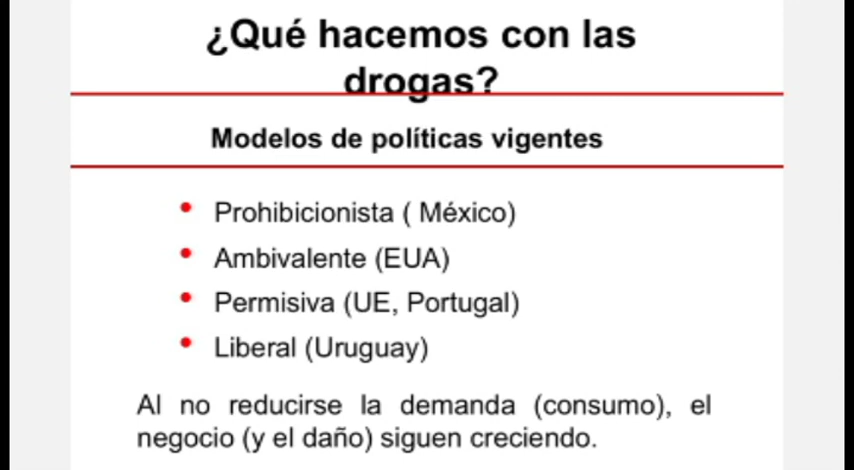 ¿Qué hacemos con las
drogas?
Modelos de políticas vigentes
• Prohibicionista ( México)
• Ambivalente (EUA)
• Permisiva (UE, Portugal)
• Liberal (Uruguay)
Al no reducirse la demanda (consumo), el
negocio (y el daño) siguen creciendo.